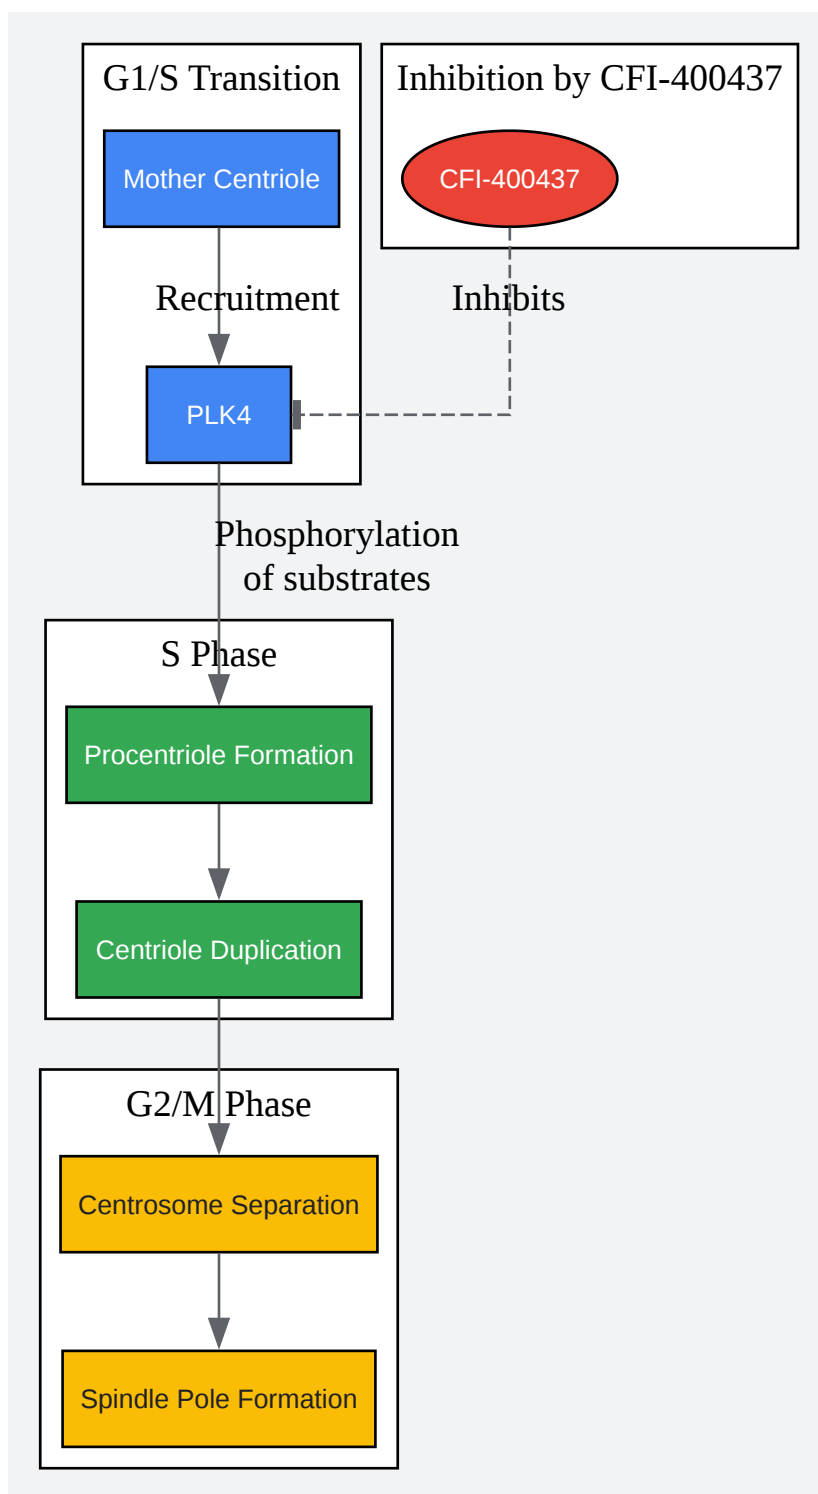 G1/S Transition
Inhibition by CFI-400437
Mother Centriole
CFI-400437
Recruitment
Inhibits
PLK4
Phosphorylation
of substrates
S Phase
Procentriole Formation
Centriole Duplication
G2/M Phase
Centrosome Separation
Spindle Pole Formation